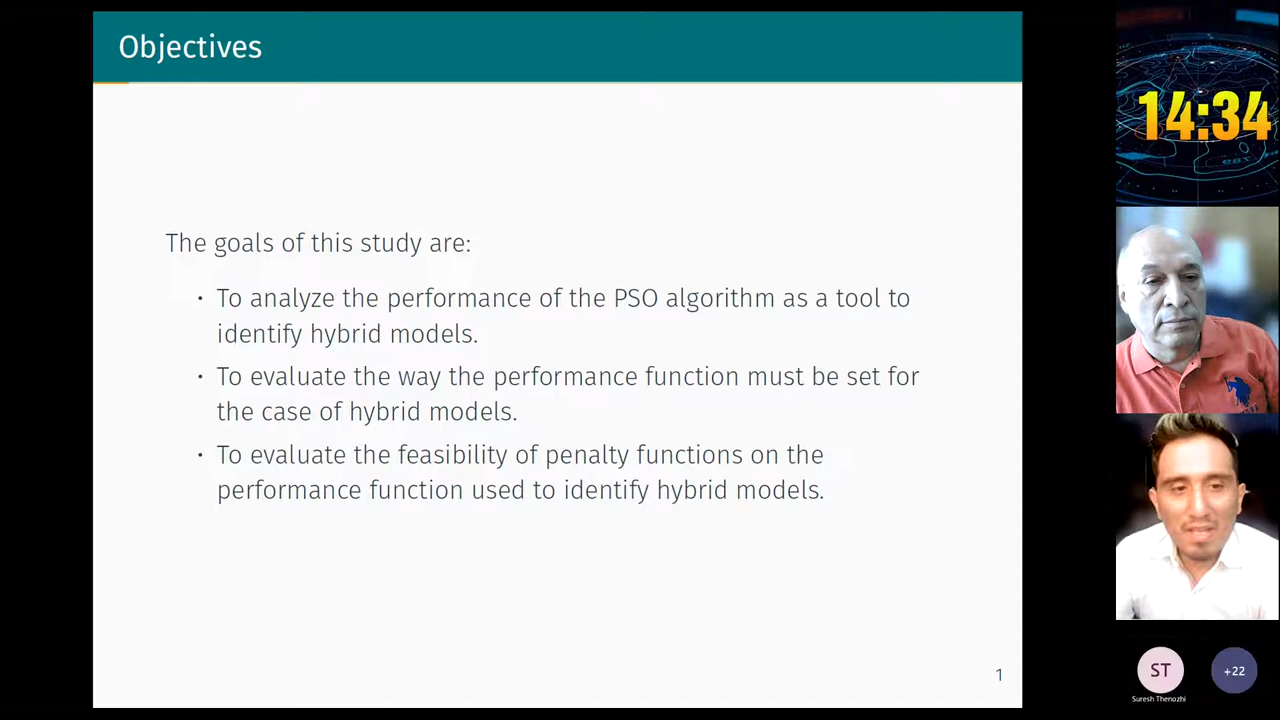 Objectives
The goals of this study are:
· To analyze the performance of the PSO algorithm as a tool to
identify hybrid models.
· To evaluate the way the performance function must be set for
the case of hybrid models.
· To evaluate the feasibility of penalty functions on the
performance function used to identify hybrid models.
1
14:34
ST
+22
Suresh Thenozhi